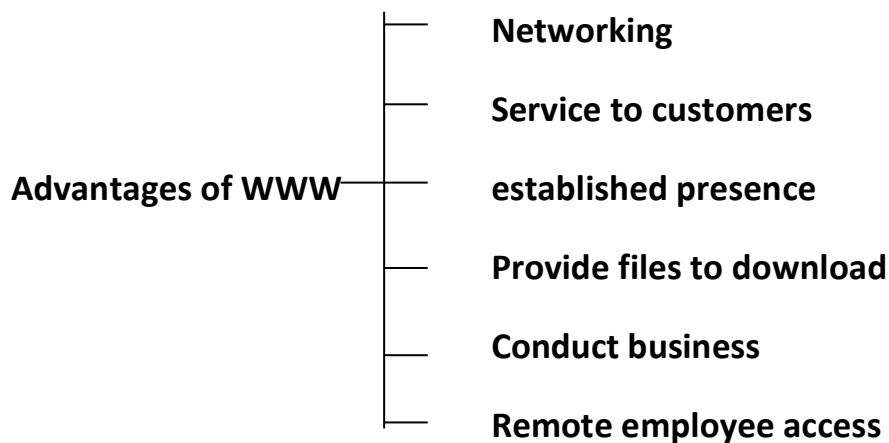 Networking
Service to customers
Advantages of WWW
established presence
Provide files to download
Conduct business
Remote employee access